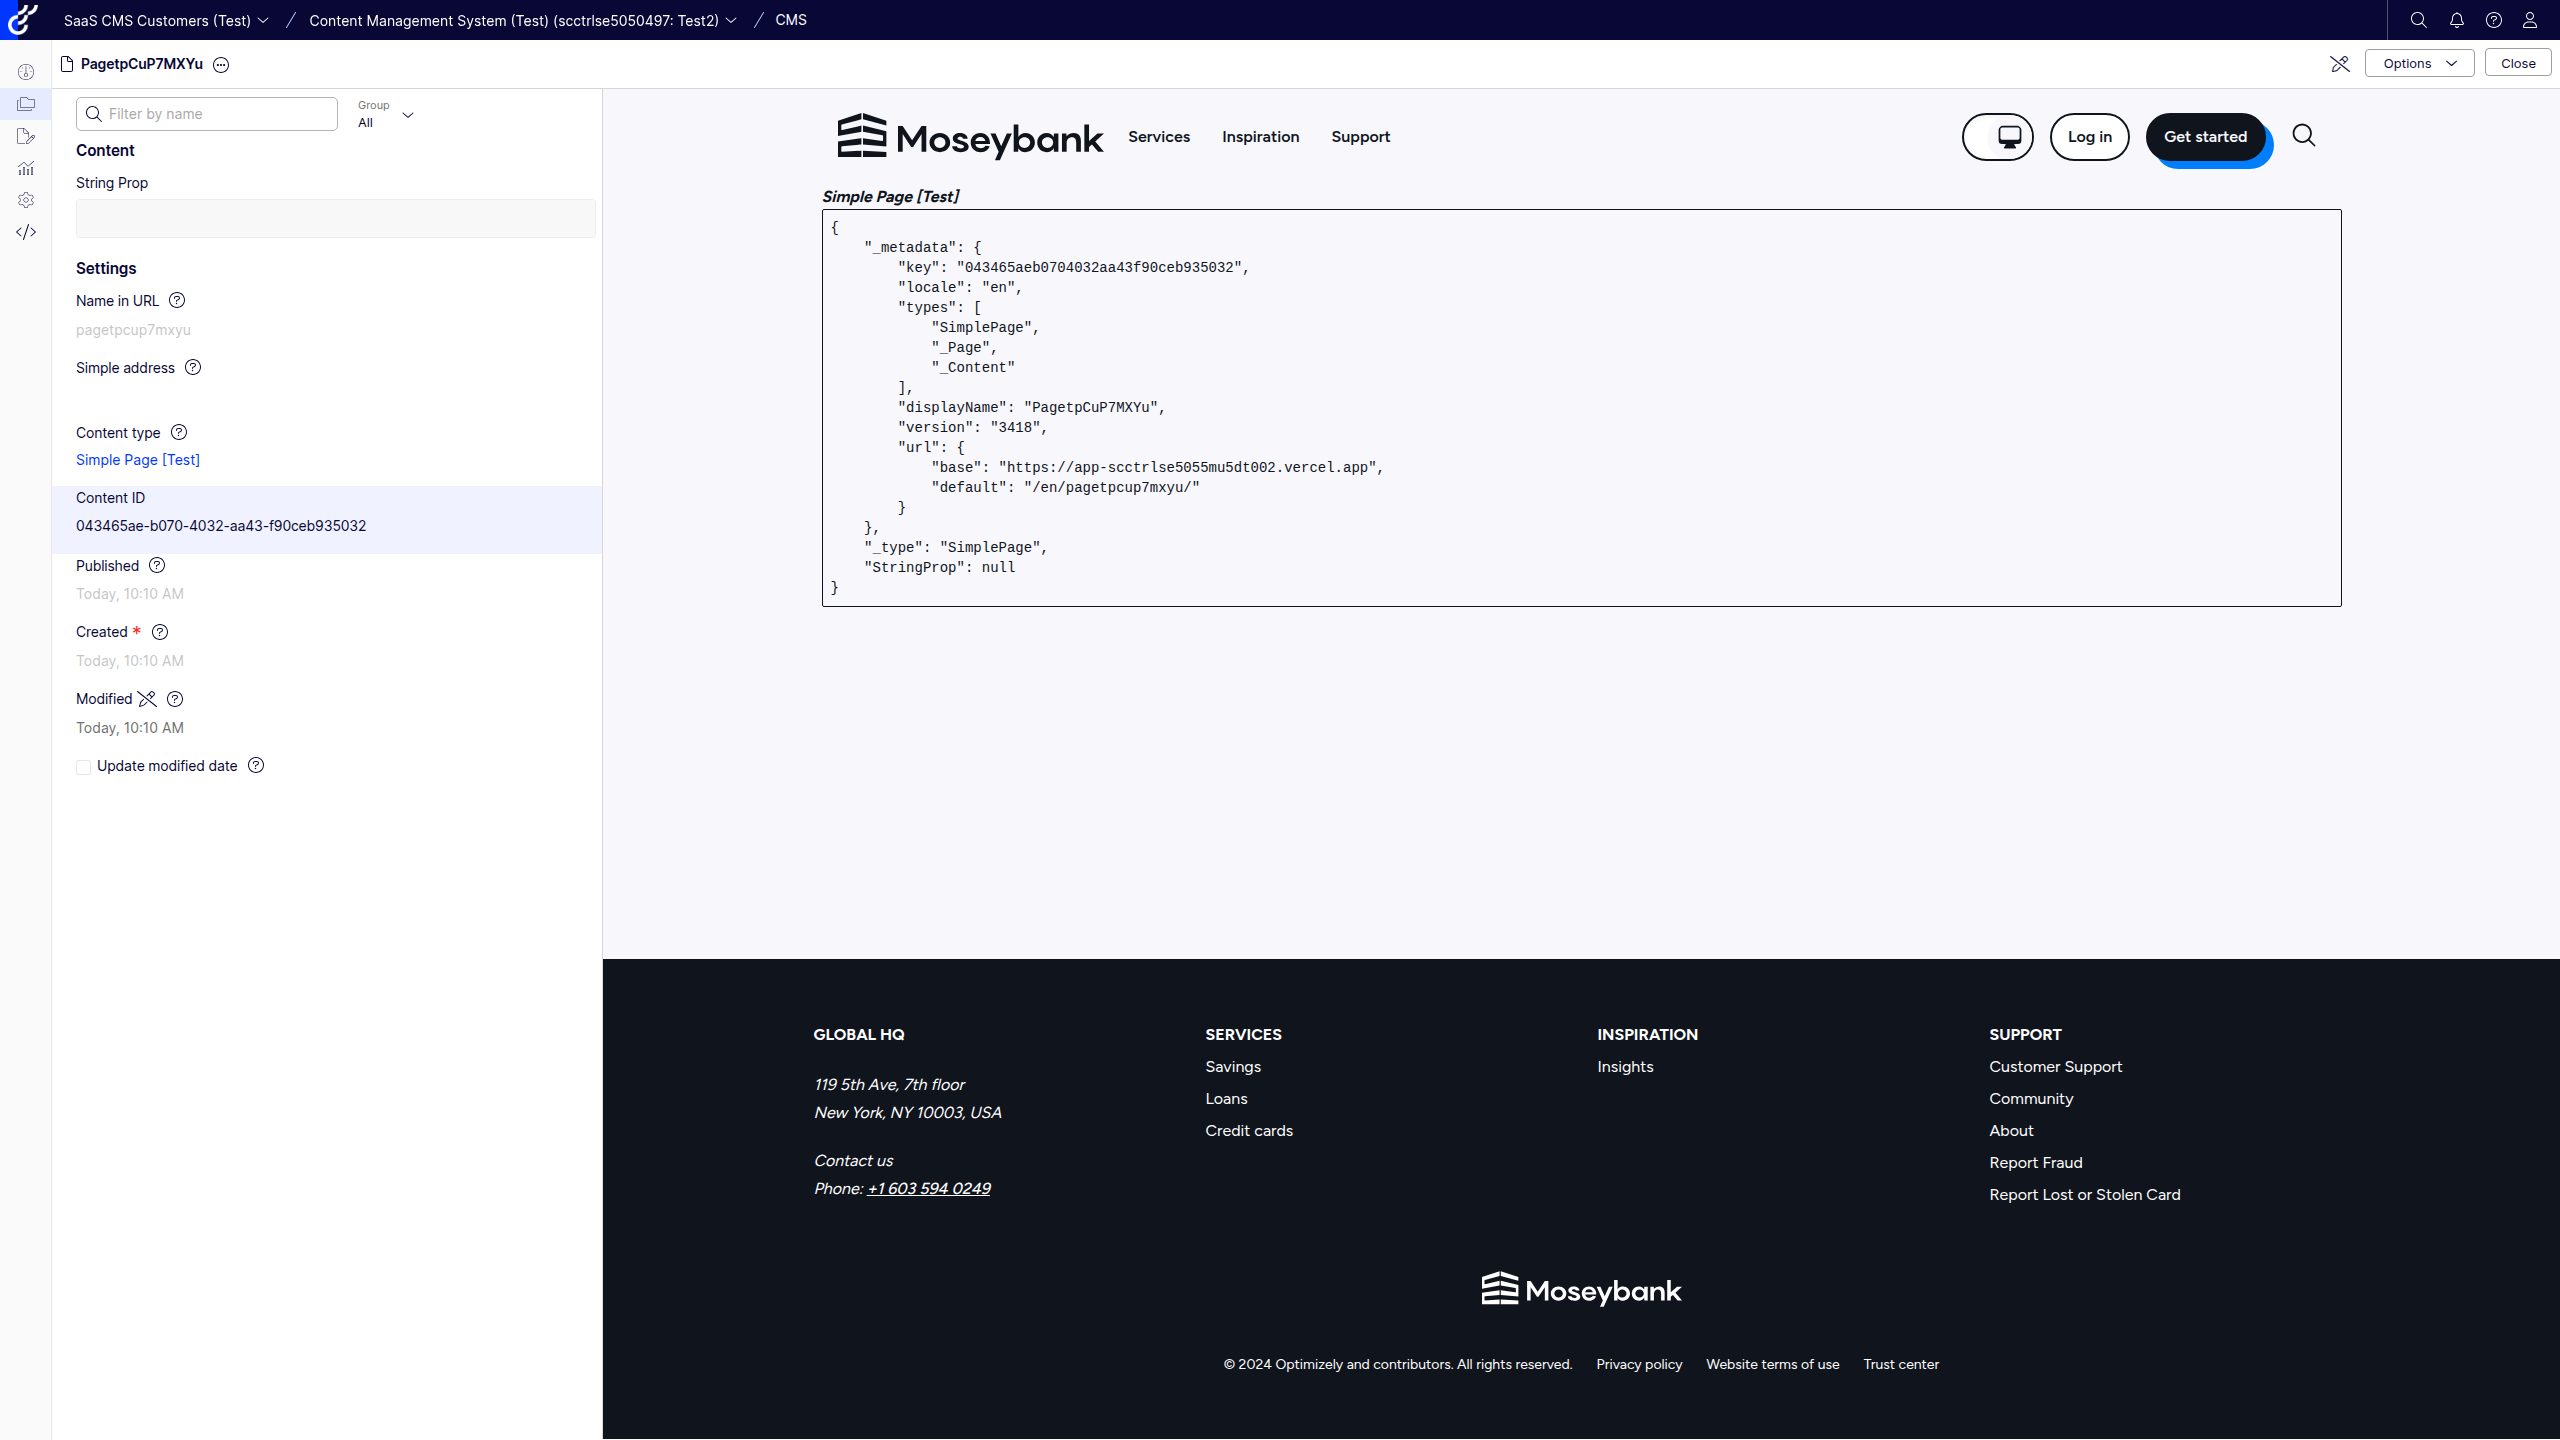 SaaS CMS Customers (Test) / Content Management System (Test) (scctrlse5050497: Test2) / CMS
PagetpCuP7MXYu
Options
Close
Filter by name
Group
All
Content
String Prop
Settings
Name in URL
pagetpcup7mxyu
Simple address
Content type
Simple Page [Test]
Content ID
043465ae-b070-4032-aa43-f90ceb935032
Published
Today, 10:10 AM
Created *
Today, 10:10 AM
Modified
Today, 10:10 AM
Update modified date
Moseybank
Services
Inspiration
Support
Log in
Get started
Simple Page [Test]
{
    "_metadata": {
        "key": "043465aeb0704032aa43f90ceb935032",
        "locale": "en",
        "types": [
            "SimplePage",
            "_Page",
            "_Content"
        ],
        "displayName": "PagetpCuP7MXYu",
        "version": "3418",
        "url": {
            "base": "https://app-scctrlse5055mu5dt002.vercel.app",
            "default": "/en/pagetpcup7mxyu/"
        }
    },
    "_type": "SimplePage",
    "StringProp": null
}
GLOBAL HQ
119 5th Ave, 7th floor
New York, NY 10003, USA
Contact us
Phone: +1 603 594 0249
SERVICES
Savings
Loans
Credit cards
INSPIRATION
Insights
SUPPORT
Customer Support
Community
About
Report Fraud
Report Lost or Stolen Card
Moseybank
© 2024 Optimizely and contributors. All rights reserved.
Privacy policy
Website terms of use
Trust center